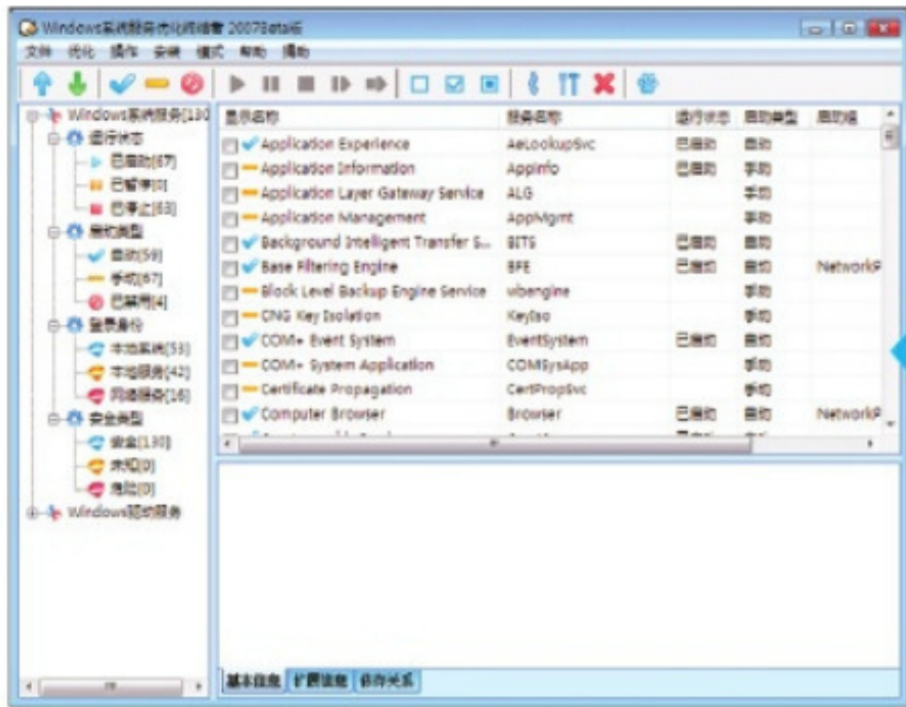 Windows系统服务优化终结者 2007Beta版
文件 优化 操作 安装 模式 帮助 捐助
Windows系统服务[130
运行状态
已启动[67]
已暂停[0]
已停止[63]
启动类型
自动[59]
手动[67]
已禁用[4]
登录身份
本地系统[53]
本地服务[42]
网络服务[16]
安全类型
安全[130]
未知[0]
危险[0]
Windows驱动服务
显示名称 服务名称 运行状态 启动类型 启动组
Application Experience AeLookupSvc 已启动 自动
Application Information Appinfo 已启动 手动
Application Layer Gateway Service ALG 手动
Application Management AppMgmt 手动
Background Intelligent Transfer S... BITS 已启动 自动
Base Filtering Engine BFE 已启动 自动 NetworkP
Block Level Backup Engine Service wbengine 手动
CNG Key Isolation KeyIso 手动
COM+ Event System EventSystem 已启动 自动
COM+ System Application COMSysApp 手动
Certificate Propagation CertPropSvc 手动
Computer Browser Browser 已启动 自动 NetworkP
基本信息 扩展信息 依存关系